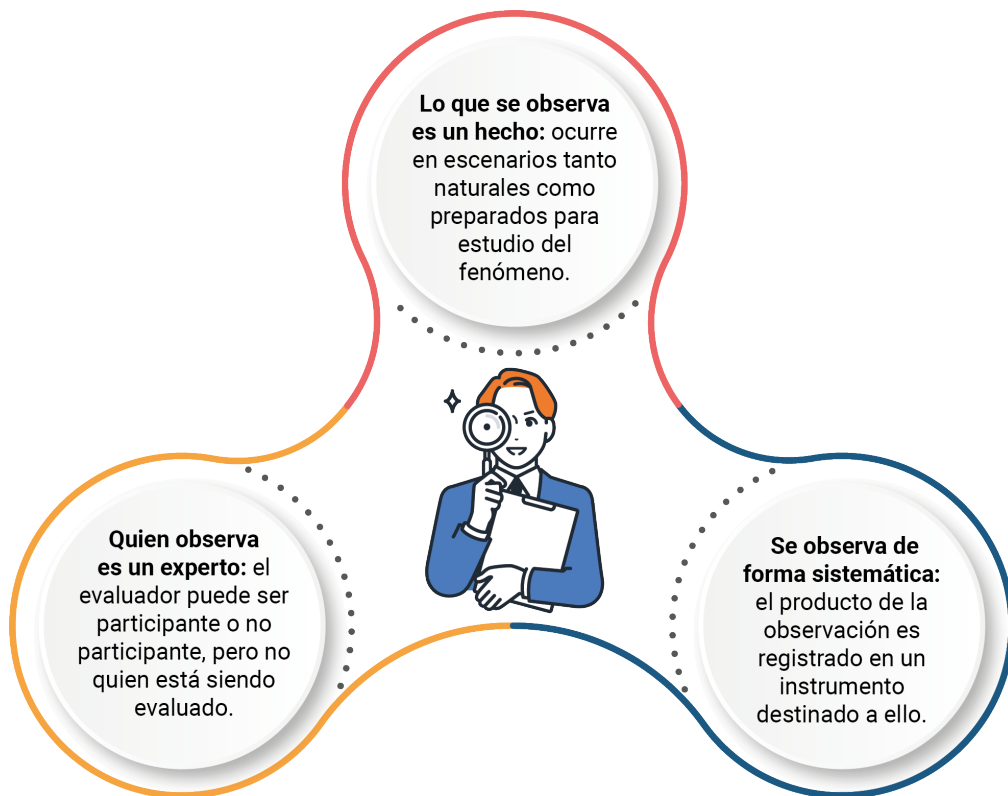 Lo que se observa
es un hecho: ocurre
en escenarios tanto
naturales como
preparados para
estudio del
fenómeno.
Quien observa
es un experto: el
evaluador puede ser
participante o no
participante, pero no
quien está siendo
evaluado.
Se observa de
forma sistemática:
el producto de la
observación es
registrado en un
instrumento
destinado a ello.